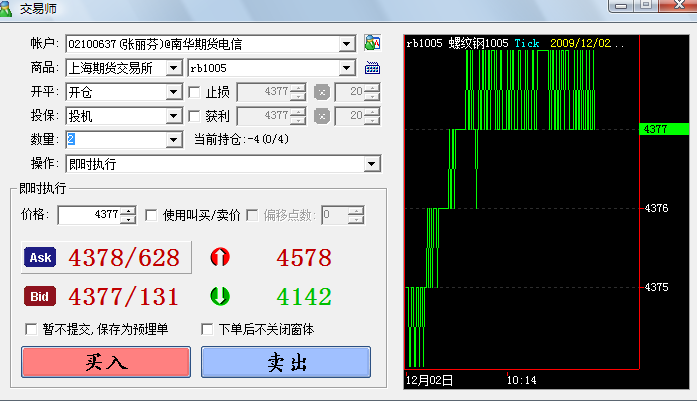 交易师
帐户: 02100637(张丽芬)@南华期货电信
商品: 上海期货交易所 rb1005
开平: 开仓 止损 4377 20
投保: 投机 获利 4377 20
数量: 2 当前持仓:-4(0/4)
操作: 即时执行
即时执行
价格: 4377 使用叫买/卖价 偏移点数: 0
Ask 4378/628 4578
Bid 4377/131 4142
暂不提交,保存为预埋单 下单后不关闭窗体
买入 卖出
rb1005 螺纹钢1005 Tick 2009/12/02..
4377
4376
4375
12月02日 10:14